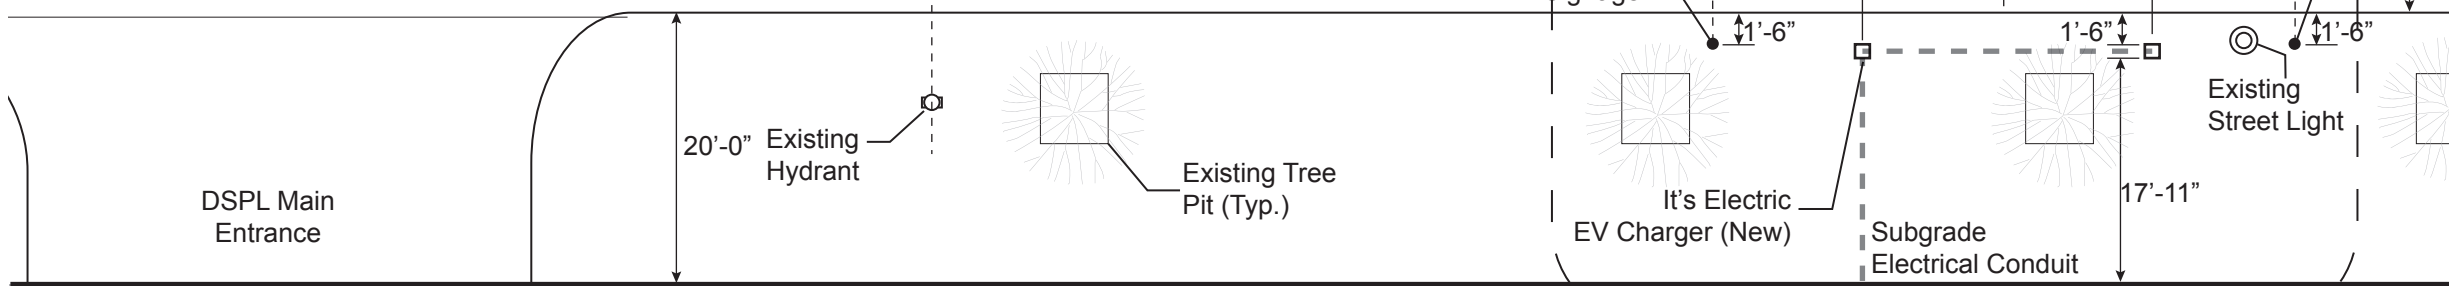 1’-6”
1’-6”
1’-6”
20’-0”
Existing
Hydrant
Existing Tree
Pit (Typ.)
DSPL Main
Entrance
It’s Electric
EV Charger (New)
Subgrade
Electrical Conduit
17’-11”
Existing
Street Light